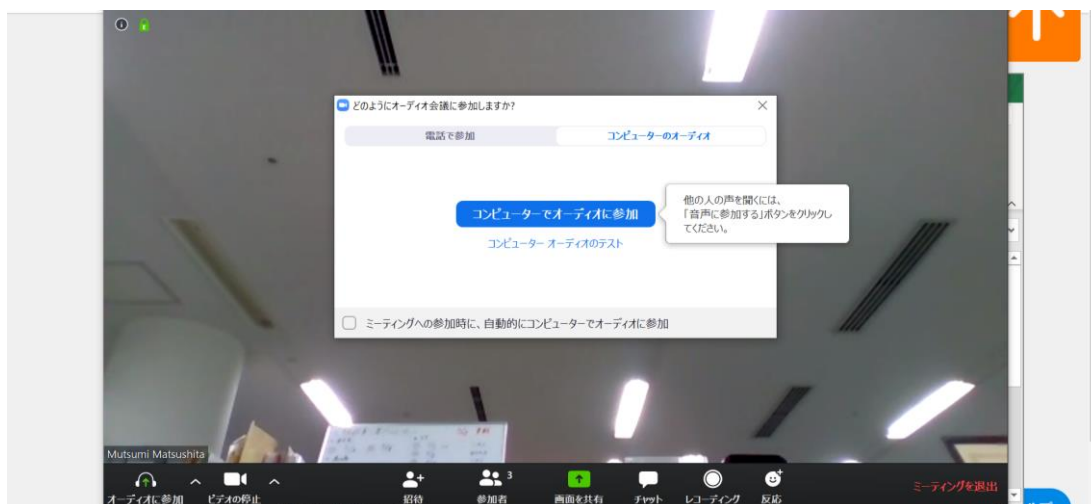 どのようにオーディオ会議に参加しますか?
電話で参加
コンピューターのオーディオ
コンピューターでオーディオに参加
他の人の声を聞くには、
「音声に参加する」ボタンをクリックし
てください。
コンピューター オーディオのテスト
ミーティングへの参加時に、自動的にコンピューターでオーディオに参加
Mutsumi Matsushita
3
オーディオに参加
ビデオの停止
招待
参加者
画面を共有
チャット
レコーディング
反応
ミーティングを退出